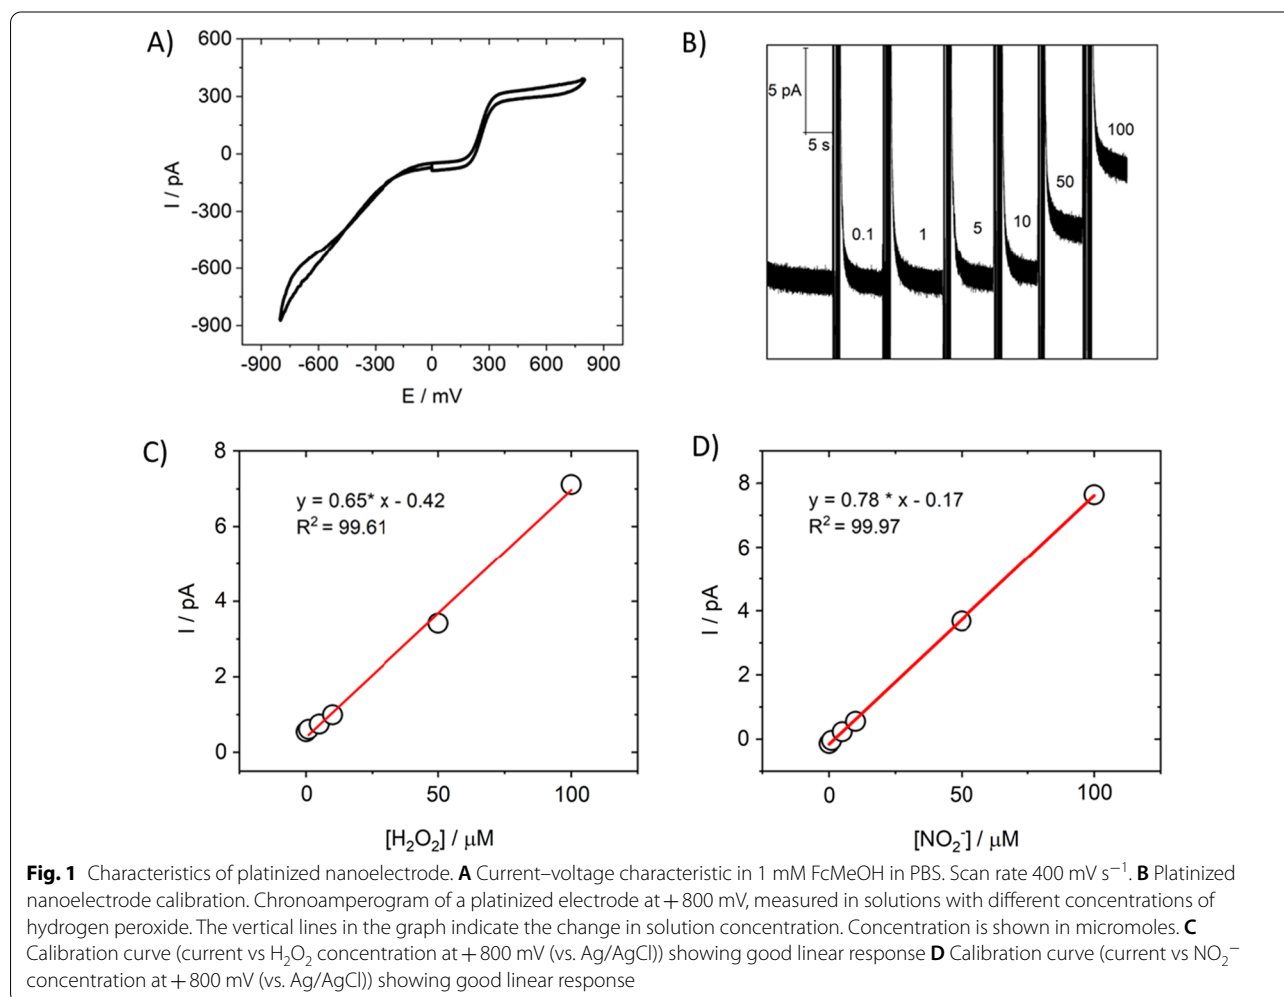 A)
600
300
0
-300
-600
-900
I / pA
-900
-600
-300
0
300
600
900
E / mV
B)
5 pA
5 s
0.1
1
5
10
50
100
C)
8
6
4
2
0
I / pA
y = 0.65* x - 0.42
R² = 99.61
0
50
100
[H₂O₂] / μM
D)
8
6
4
2
0
I / pA
y = 0.78 * x - 0.17
R² = 99.97
0
50
100
[NO₂⁻] / μM
Fig. 1 Characteristics of platinized nanoelectrode. A Current–voltage characteristic in 1 mM FcMeOH in PBS. Scan rate 400 mV s⁻¹. B Platinized
nanoelectrode calibration. Chronoamperogram of a platinized electrode at + 800 mV, measured in solutions with different concentrations of
hydrogen peroxide. The vertical lines in the graph indicate the change in solution concentration. Concentration is shown in micromoles. C
Calibration curve (current vs H₂O₂ concentration at + 800 mV (vs. Ag/AgCl)) showing good linear response D Calibration curve (current vs NO₂⁻
concentration at + 800 mV (vs. Ag/AgCl)) showing good linear response